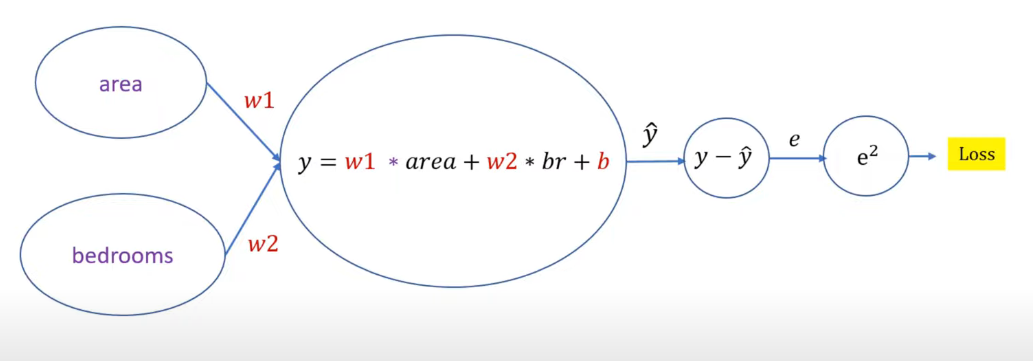 area
w1
bedrooms
w2
y = w1 * area + w2 * br + b
ŷ
y − ŷ
e
e²
Loss